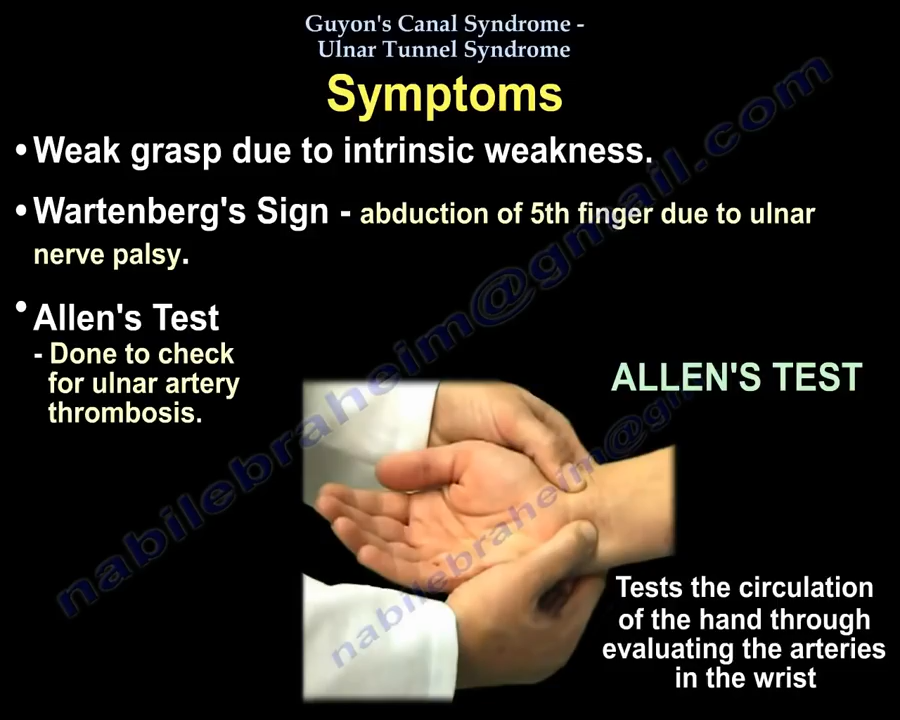 Guyon's Canal Syndrome -
Ulnar Tunnel Syndrome
Symptoms
• Weak grasp due to intrinsic weakness.
• Wartenberg's Sign - abduction of 5th finger due to ulnar
nerve palsy.
• Allen's Test
- Done to check
for ulnar artery
thrombosis.
ALLEN'S TEST
Tests the circulation
of the hand through
evaluating the arteries
in the wrist
nabilebraheim@gmail.com
nabilebraheim@gm